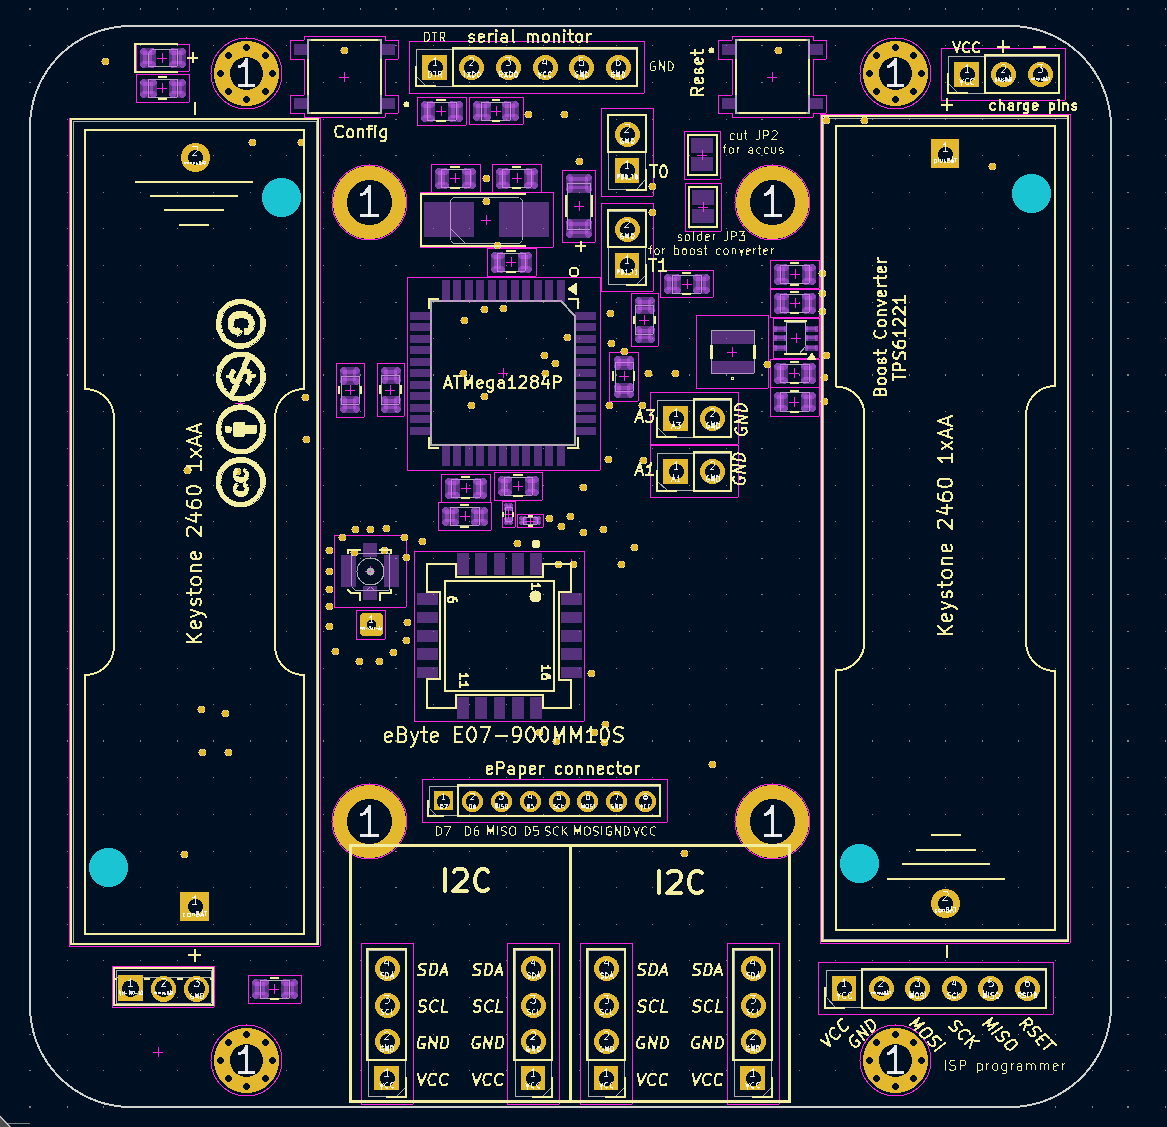 DTR
serial monitor
GND
Reset
VCC + −
charge pins
+
Config
1
1
1
1
T0
T1
cut JP2
for accus
solder JP3
for boost converter
+
ATMega1284P
Boost Converter
TPS61221
A3
GND
A1
GND
Keystone 2460 1xAA
Keystone 2460 1xAA
cc
6
11
16
eByte E07-900MM10S
ePaper connector
D7 D6 MISO D5 SCK MOSI GND VCC
1
1
I2C
I2C
SDA SDA SDA SDA
SCL SCL SCL SCL
GND GND GND GND
VCC VCC VCC VCC
+
VCC GND MOSI SCK MISO RSET
ISP programmer
1
1